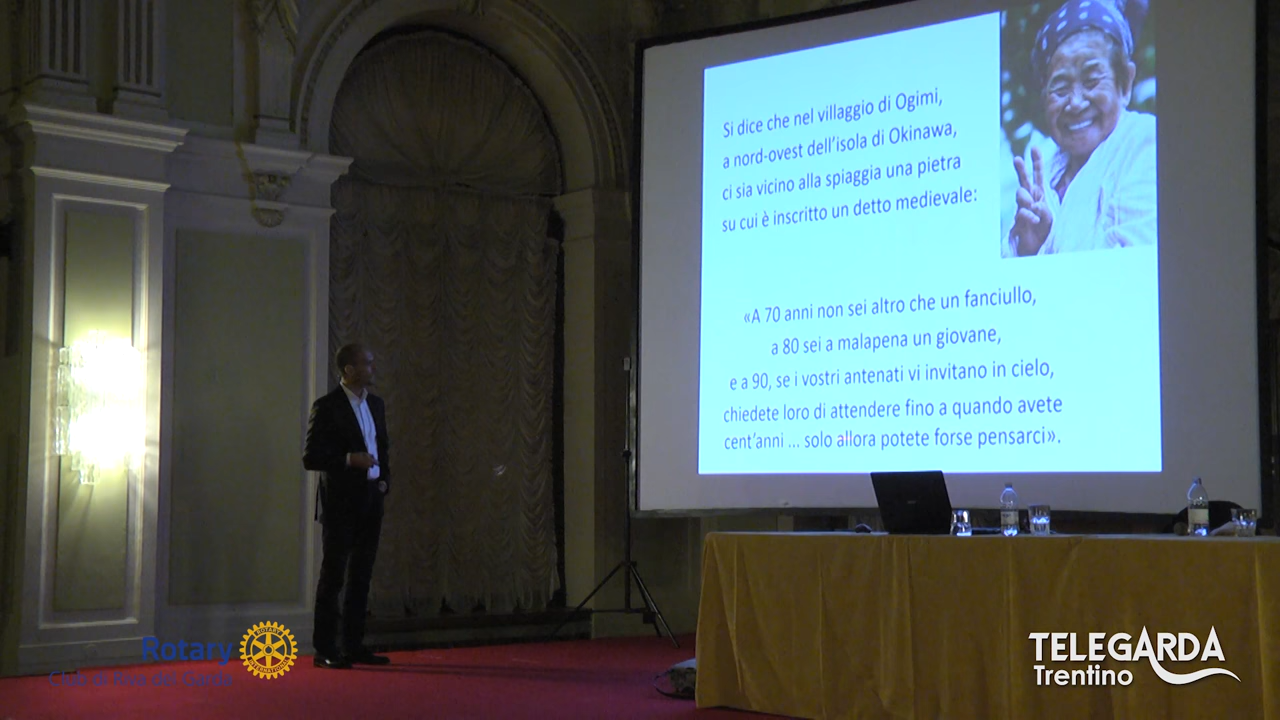 Si dice che nel villaggio di Ogimi,
a nord-ovest dell'isola di Okinawa,
ci sia vicino alla spiaggia una pietra
su cui è inscritto un detto medievale:
«A 70 anni non sei altro che un fanciullo,
a 80 sei a malapena un giovane,
e a 90, se i vostri antenati vi invitano in cielo,
chiedete loro di attendere fino a quando avete
cent'anni ... solo allora potete forse pensarci».
Rotary
Club di Riva del Garda
TELEGARDA
Trentino